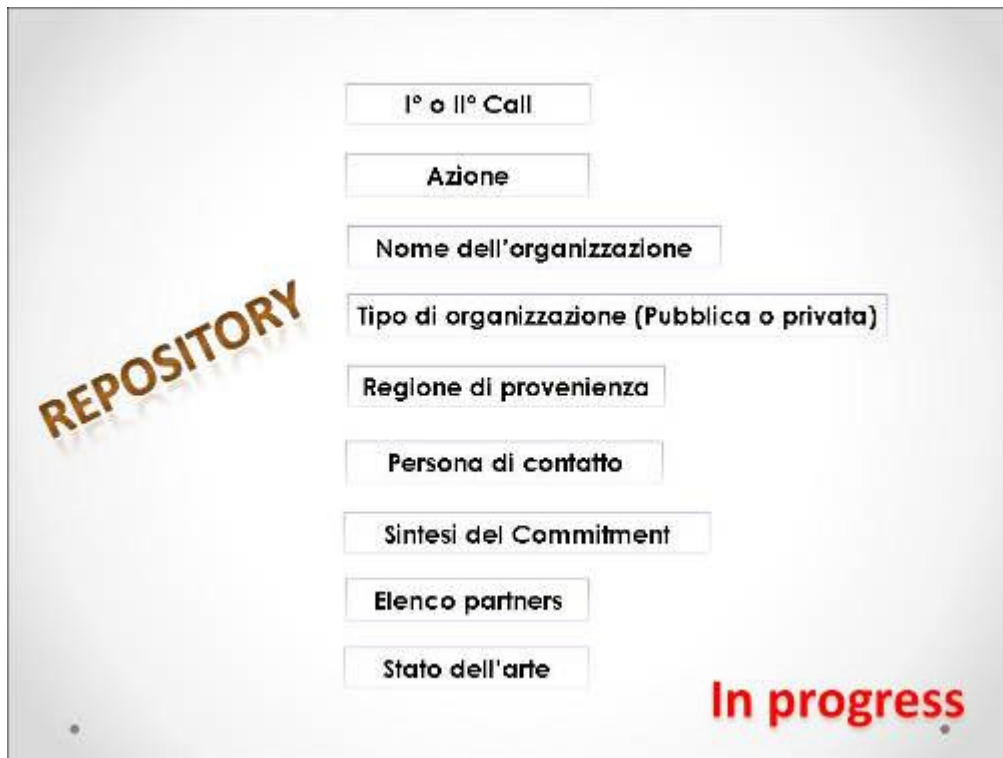 I° o II° Call
Azione
Nome dell'organizzazione
REPOSITORY
Tipo di organizzazione (Pubblica o privata)
Regione di provenienza
Persona di contatto
Sintesi del Commitment
Elenco partners
Stato dell'arte
In progress